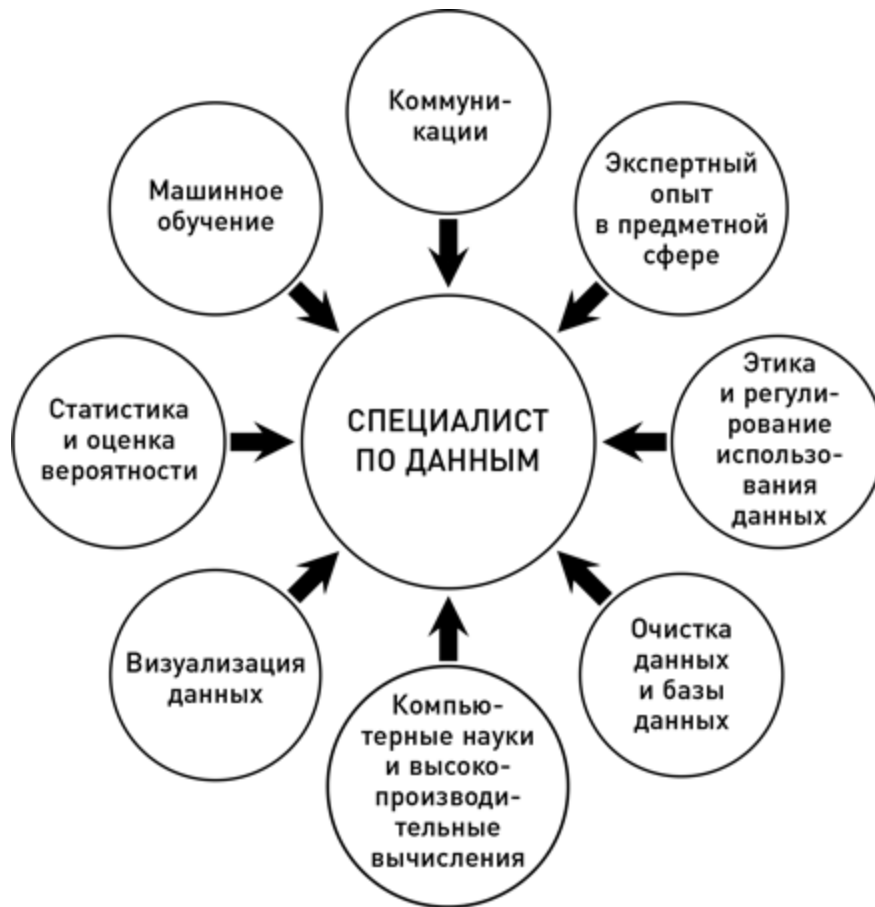 Коммуни-
кации
Машинное
обучение
Экспертный
опыт
в предметной
сфере
Статистика
и оценка
вероятности
СПЕЦИАЛИСТ
ПО ДАННЫМ
Этика
и регули-
рование
использо-
вания
данных
Визуализация
данных
Компью-
терные науки
и высоко-
производи-
тельные
вычисления
Очистка
данных
и базы
данных